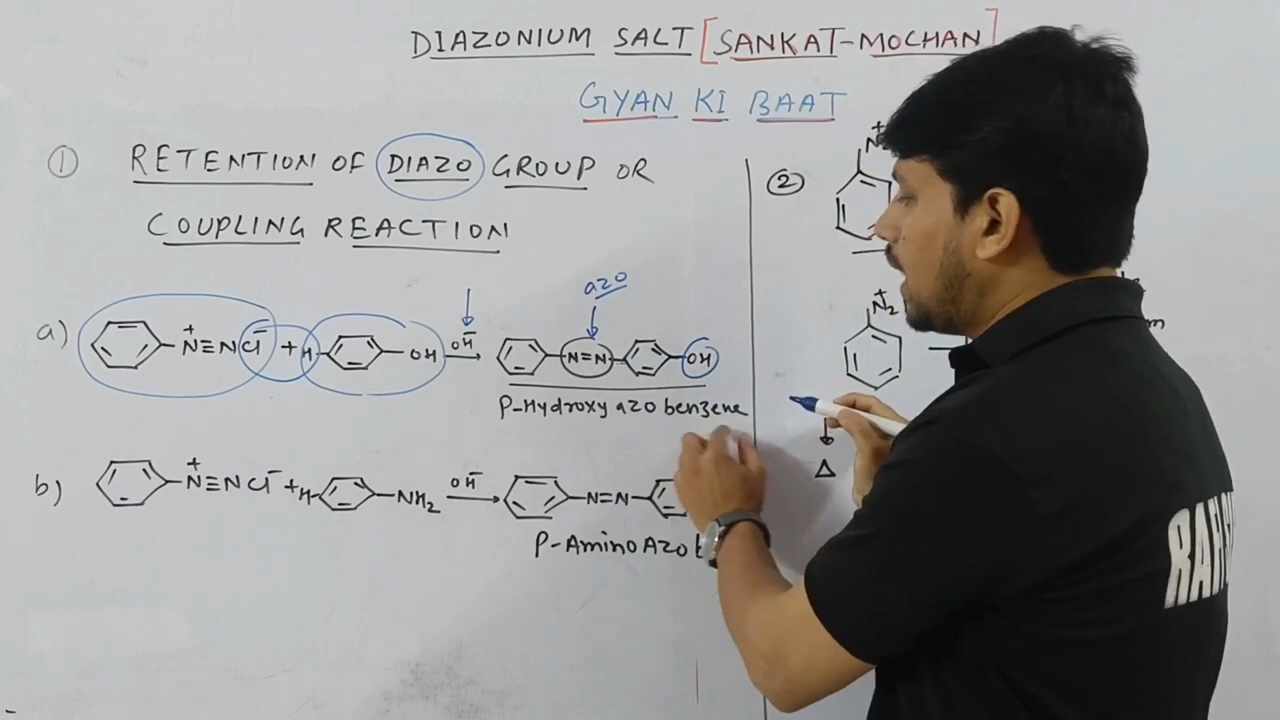 DIAZONIUM SALT [SANKAT-MOCHAN]
GYAN KI BAAT
① RETENTION OF DIAZO GROUP OR
COUPLING REACTION
azo
a) N⁺≡NCl⁻ + H OH OH⁻ N=N OH
P-Hydroxy azo benzene
b) N⁺≡NCl⁻ + H NH₂ OH⁻ N=N
P-Amino Azo
②
N₂⁺
Δ